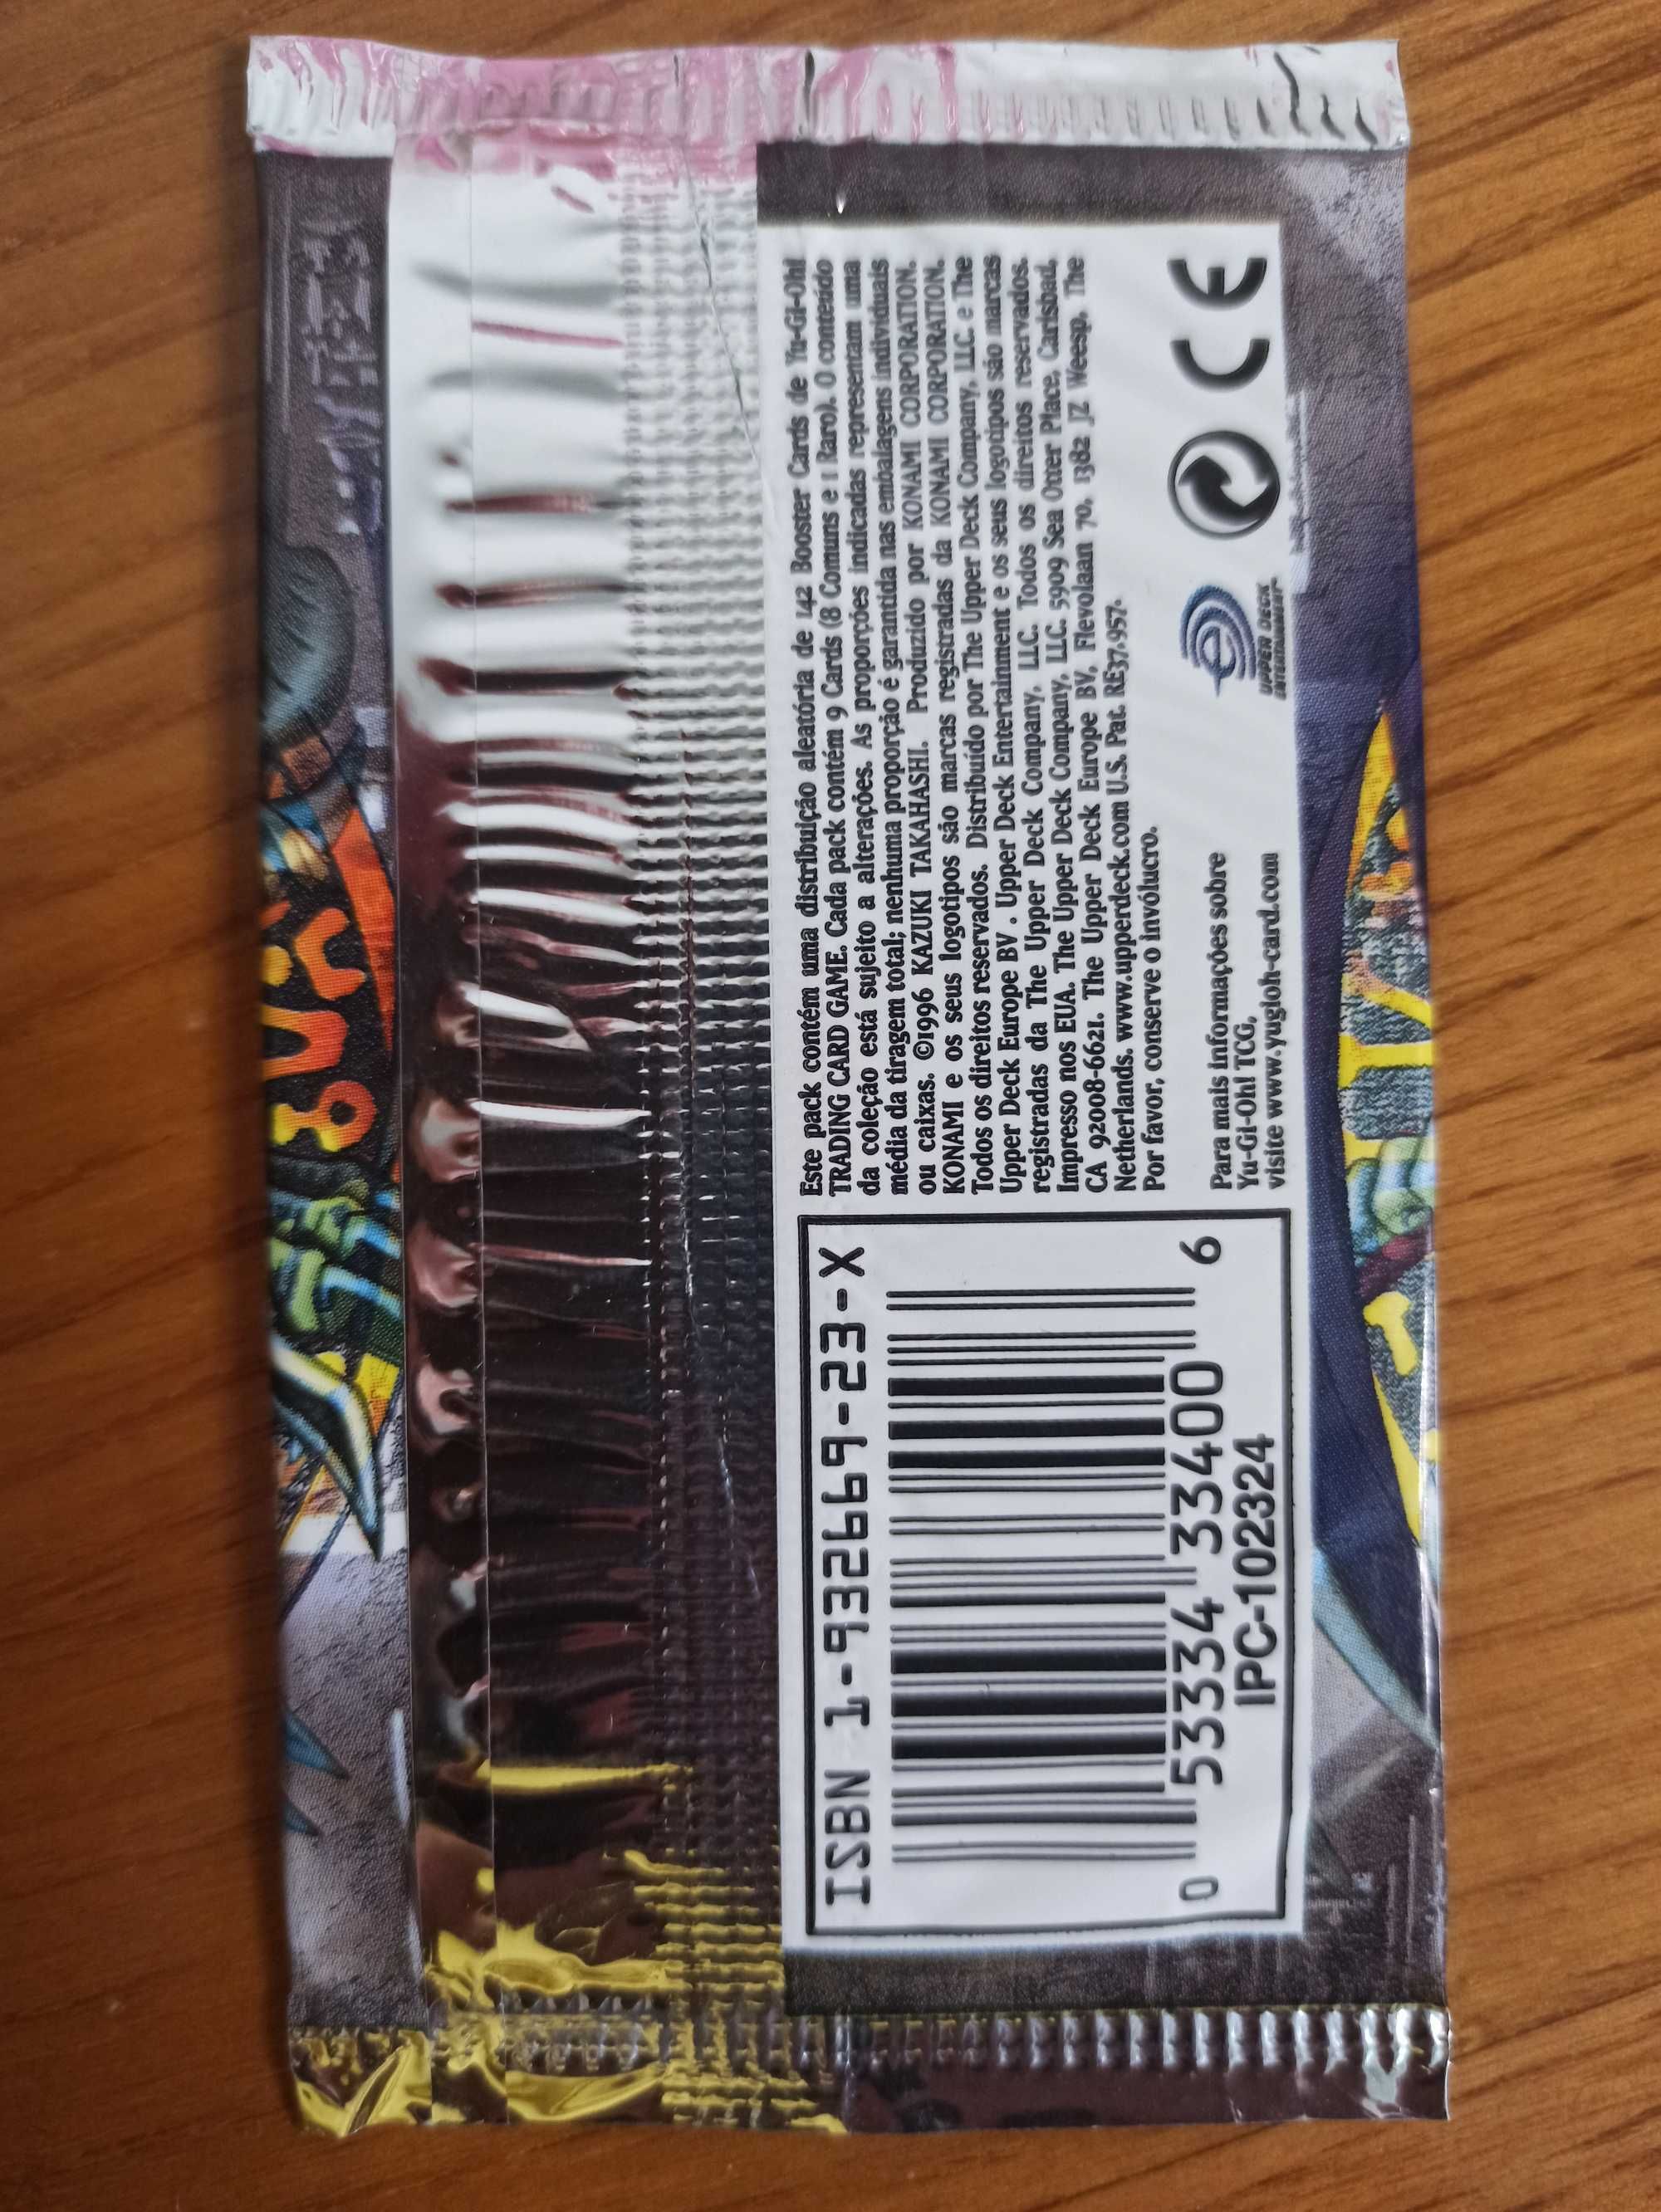 Este pack contém uma distribuição aleatória de 142 Booster Cards de Yu-Gi-Oh!
TRADING CARD GAME. Cada pack contém 9 Cards (8 Comuns e 1 Raro). O conteúdo
da coleção está sujeito a alterações. As proporções indicadas representam uma
média da tiragem total; nenhuma proporção é garantida nas embalagens individuais
ou caixas. ©1996 KAZUKI TAKAHASHI. Produzido por KONAMI CORPORATION.
KONAMI e os seus logotipos são marcas registradas da KONAMI CORPORATION.
Todos os direitos reservados. Distribuído por The Upper Deck Company, LLC. e The
Upper Deck Europe BV . Upper Deck Entertainment e os seus logotipos são marcas
registradas da The Upper Deck Company, LLC. Todos os direitos reservados.
Impresso nos EUA. The Upper Deck Company, LLC. 5909 Sea Otter Place, Carlsbad,
CA 92008-6621. The Upper Deck Europe BV, Flevolaan 70, 1382 JZ Weesp, The
Netherlands. www.upperdeck.com U.S. Pat. RE37,957.
Por favor, conserve o invólucro.
Para mais informações sobre
Yu-Gi-Oh! TCG,
visite www.yugioh-card.com
UPPER DECK
ENTERTAINMENT
CE
ISBN 1-932669-23-X
0 53334 33400 6
IPC-102324